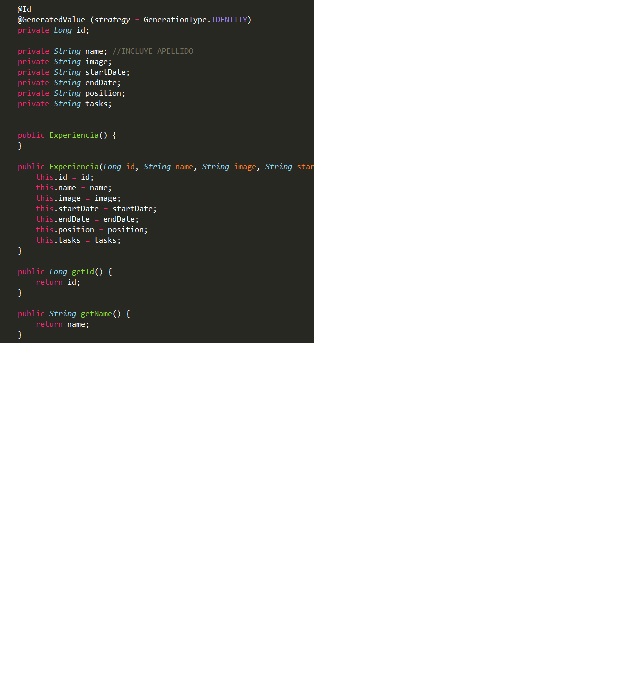 @Id
@GeneratedValue (strategy = GenerationType.IDENTITY)
private Long id;
private String name; //INCLUYE APELLIDO
private String image;
private String startDate;
private String endDate;
private String position;
private String tasks;
public Experiencia() {
}
public Experiencia(Long id, String name, String image, String star
this.id = id;
this.name = name;
this.image = image;
this.startDate = startDate;
this.endDate = endDate;
this.position = position;
this.tasks = tasks;
}
public Long getId() {
return id;
}
public String getName() {
return name;
}